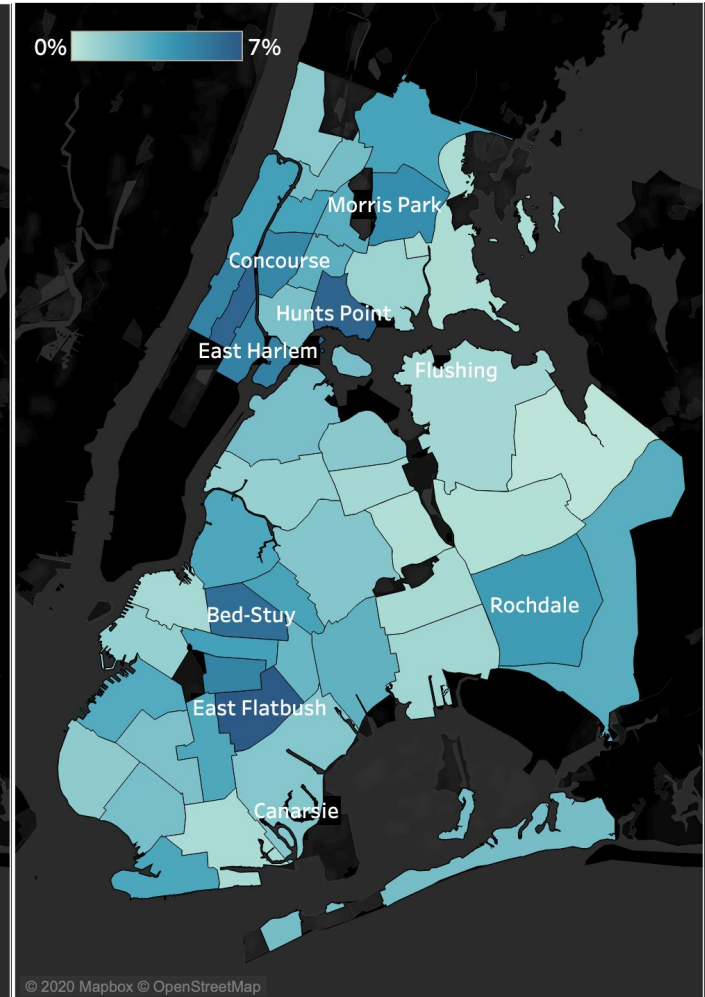 0% 7%
Morris Park
Concourse
Hunts Point
East Harlem
Flushing
Rochdale
Bed-Stuy
East Flatbush
Canarsie
© 2020 Mapbox © OpenStreetMap